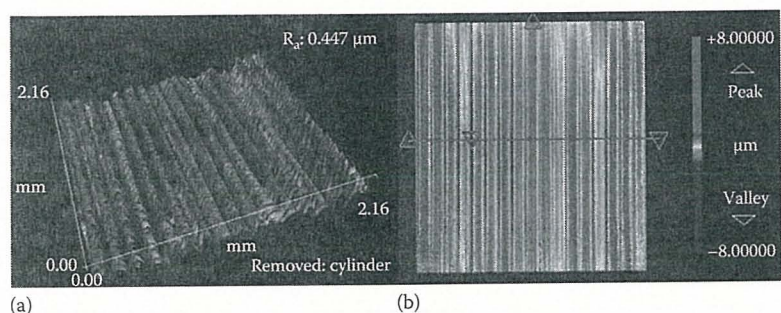 Rₐ: 0.447 µm
2.16
mm
0.00
0.00
mm
2.16
Removed: cylinder
(a)
+8.00000
Peak
µm
Valley
−8.00000
(b)